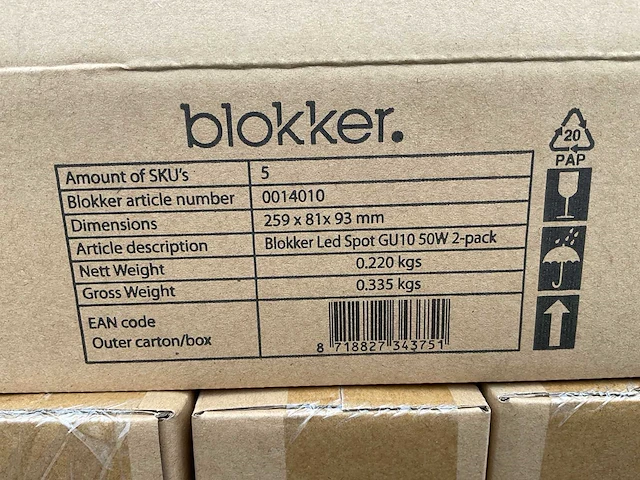 blokker.
Amount of SKU's 5
Blokker article number 0014010
Dimensions 259 x 81x 93 mm
Article description Blokker Led Spot GU10 50W 2-pack
Nett Weight 0.220 kgs
Gross Weight 0.335 kgs
EAN code
Outer carton/box
8 718827 343751
20
PAP